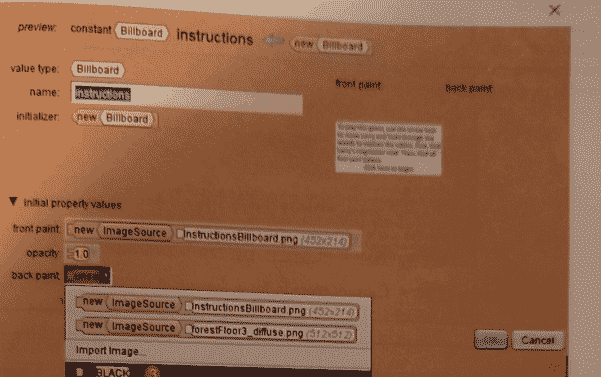 preview: constant Billboard instructions new Billboard
value type: Billboard
name: instructions
initializer: new Billboard
front paint back paint
Initial property values
front paint: new ImageSource InstructionsBillboard.png (452x214)
opacity: 1.0
back paint:
new ImageSource InstructionsBillboard.png (452x214)
new ImageSource forestFloor3_diffuse.png (512x512)
Import Image...
BLACK
OK Cancel